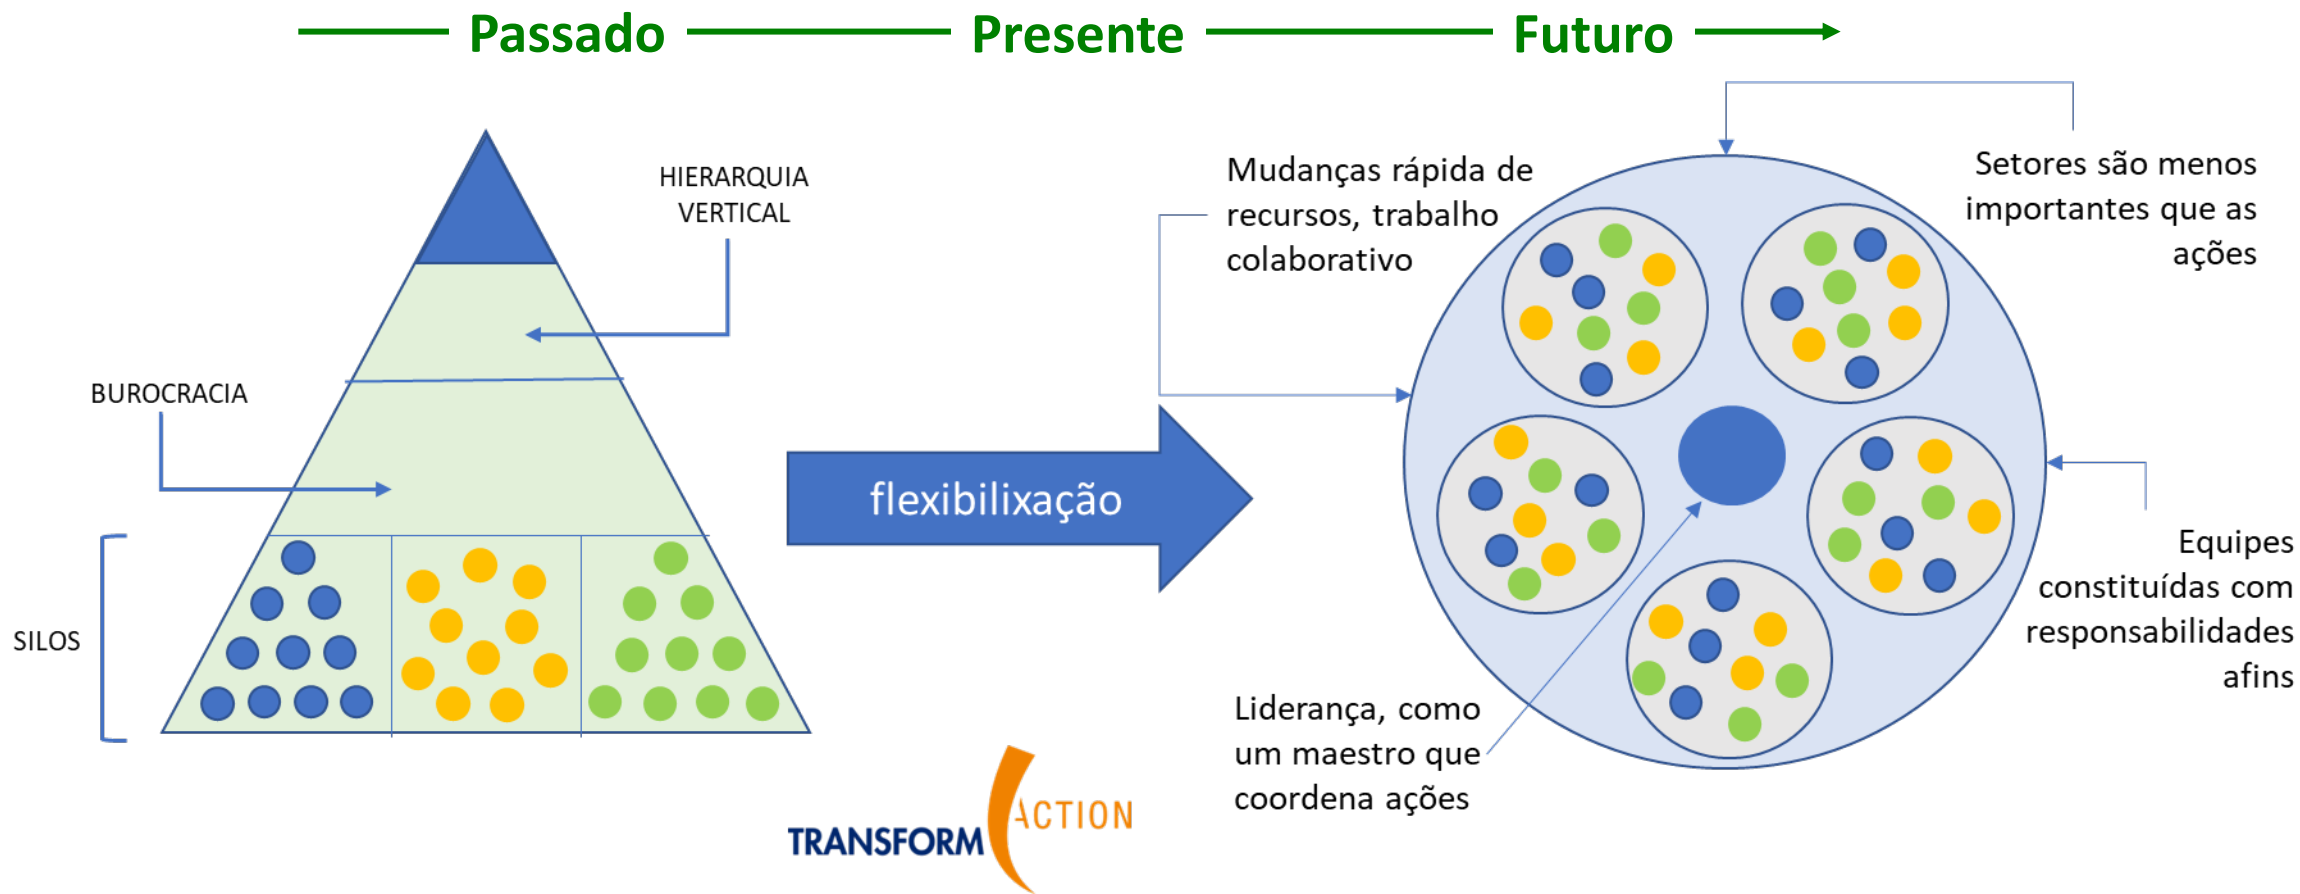 Passado
Presente
Futuro
HIERARQUIA
VERTICAL
BUROCRACIA
SILOS
flexibilixação
Mudanças rápida de
recursos, trabalho
colaborativo
Setores são menos
importantes que as
ações
Equipes
constituídas com
responsabilidades
afins
Liderança, como
um maestro que
coordena ações
TRANSFORM ACTION